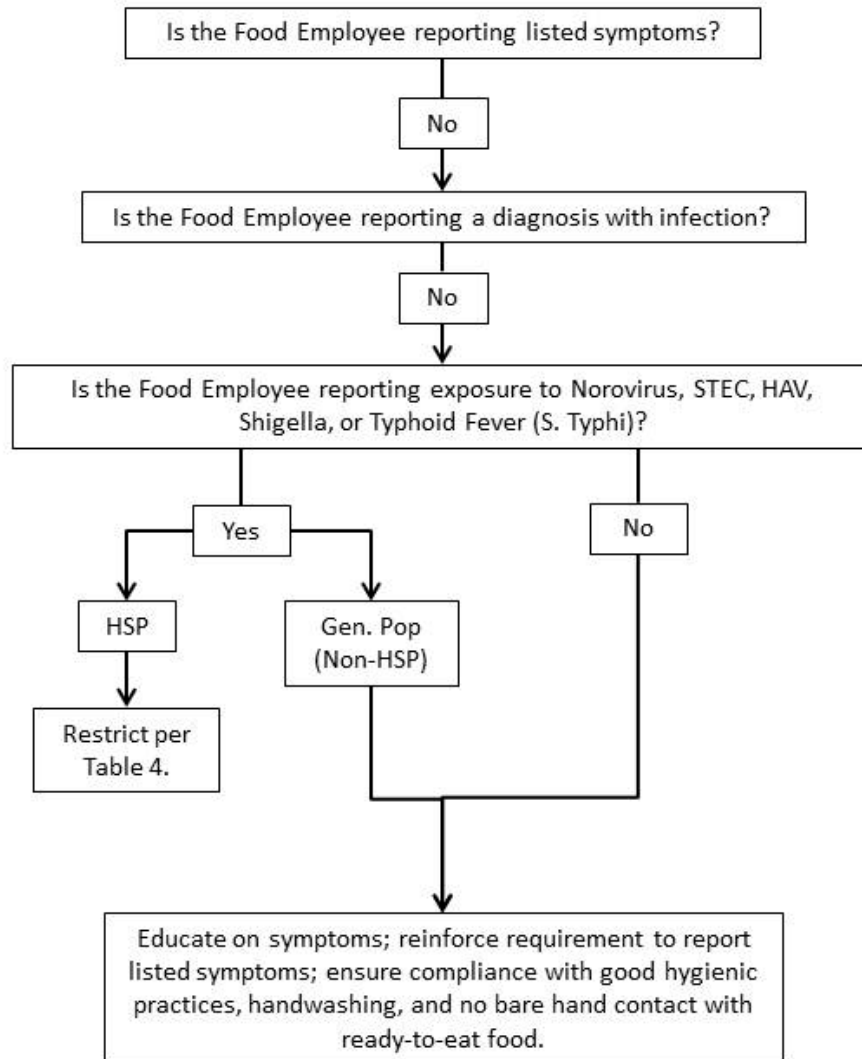 Is the Food Employee reporting listed symptoms?
No
Is the Food Employee reporting a diagnosis with infection?
No
Is the Food Employee reporting exposure to Norovirus, STEC, HAV,
Shigella, or Typhoid Fever (S. Typhi)?
Yes
No
HSP
Gen. Pop
(Non-HSP)
Restrict per
Table 4.
Educate on symptoms; reinforce requirement to report
listed symptoms; ensure compliance with good hygienic
practices, handwashing, and no bare hand contact with
ready-to-eat food.